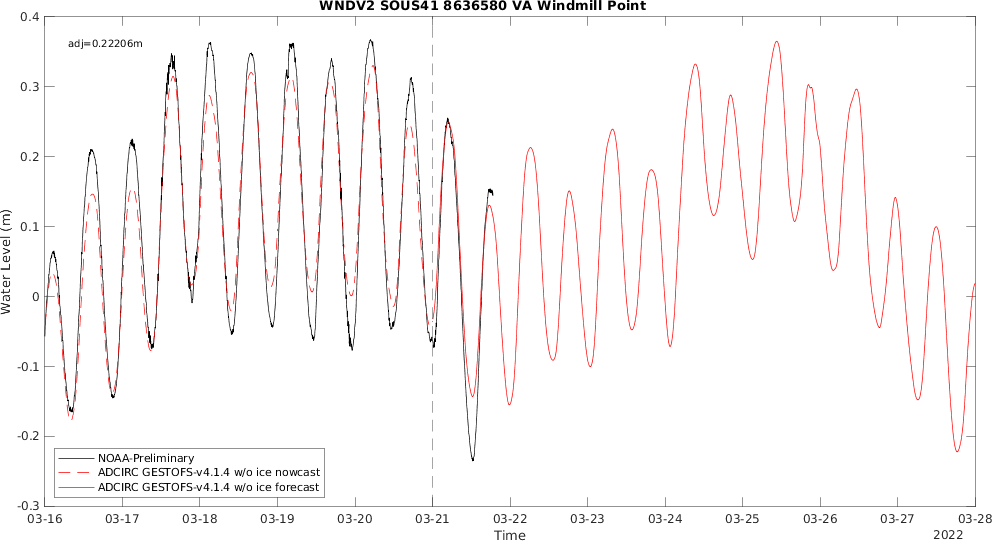 WNDV2 SOUS41 8636580 VA Windmill Point
adj=0.22206m
Water Level (m)
0.4
0.3
0.2
0.1
0
-0.1
-0.2
-0.3
NOAA-Preliminary
ADCIRC GESTOFS-v4.1.4 w/o ice nowcast
ADCIRC GESTOFS-v4.1.4 w/o ice forecast
03-16 03-17 03-18 03-19 03-20 03-21 03-22 03-23 03-24 03-25 03-26 03-27 03-28
Time
2022